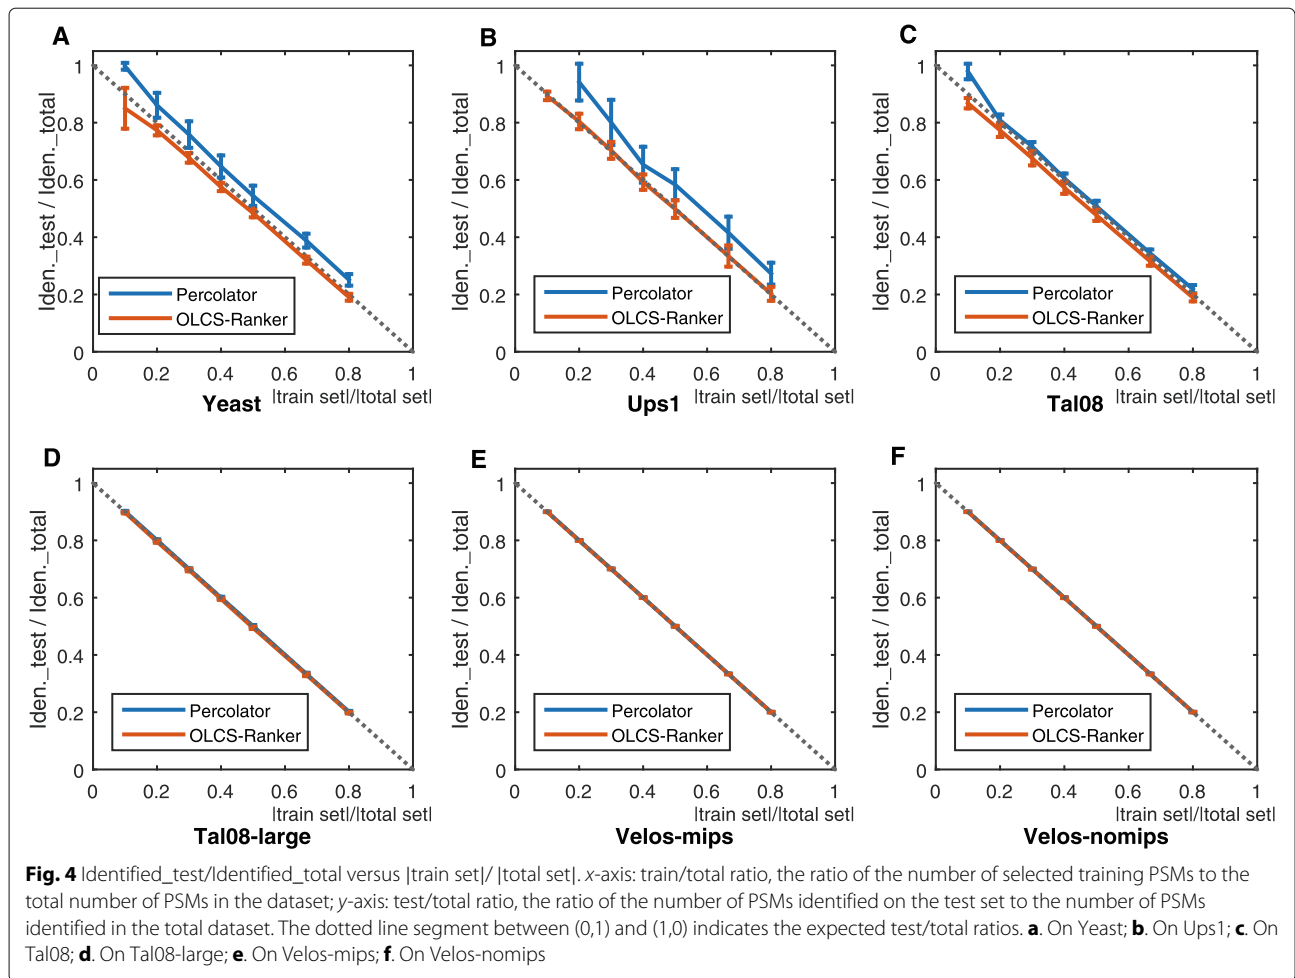 A
Iden._test / Iden._total
1
0.8
0.6
0.4
0.2
0
Percolator
OLCS-Ranker
0 0.2 0.4 0.6 0.8 1
|train set|/|total set|
Yeast
B
Iden._test / Iden._total
1
0.8
0.6
0.4
0.2
0
Percolator
OLCS-Ranker
0 0.2 0.4 0.6 0.8 1
|train set|/|total set|
Ups1
C
Iden._test / Iden._total
1
0.8
0.6
0.4
0.2
0
Percolator
OLCS-Ranker
0 0.2 0.4 0.6 0.8 1
|train set|/|total set|
Tal08
D
Iden._test / Iden._total
1
0.8
0.6
0.4
0.2
0
Percolator
OLCS-Ranker
0 0.2 0.4 0.6 0.8 1
|train set|/|total set|
Tal08-large
E
Iden._test / Iden._total
1
0.8
0.6
0.4
0.2
0
Percolator
OLCS-Ranker
0 0.2 0.4 0.6 0.8 1
|train set|/|total set|
Velos-mips
F
Iden._test / Iden._total
1
0.8
0.6
0.4
0.2
0
Percolator
OLCS-Ranker
0 0.2 0.4 0.6 0.8 1
|train set|/|total set|
Velos-nomips
Fig. 4 Identified_test/Identified_total versus |train set|/ |total set|. x-axis: train/total ratio, the ratio of the number of selected training PSMs to the
total number of PSMs in the dataset; y-axis: test/total ratio, the ratio of the number of PSMs identified on the test set to the number of PSMs
identified in the total dataset. The dotted line segment between (0,1) and (1,0) indicates the expected test/total ratios. a. On Yeast; b. On Ups1; c. On
Tal08; d. On Tal08-large; e. On Velos-mips; f. On Velos-nomips